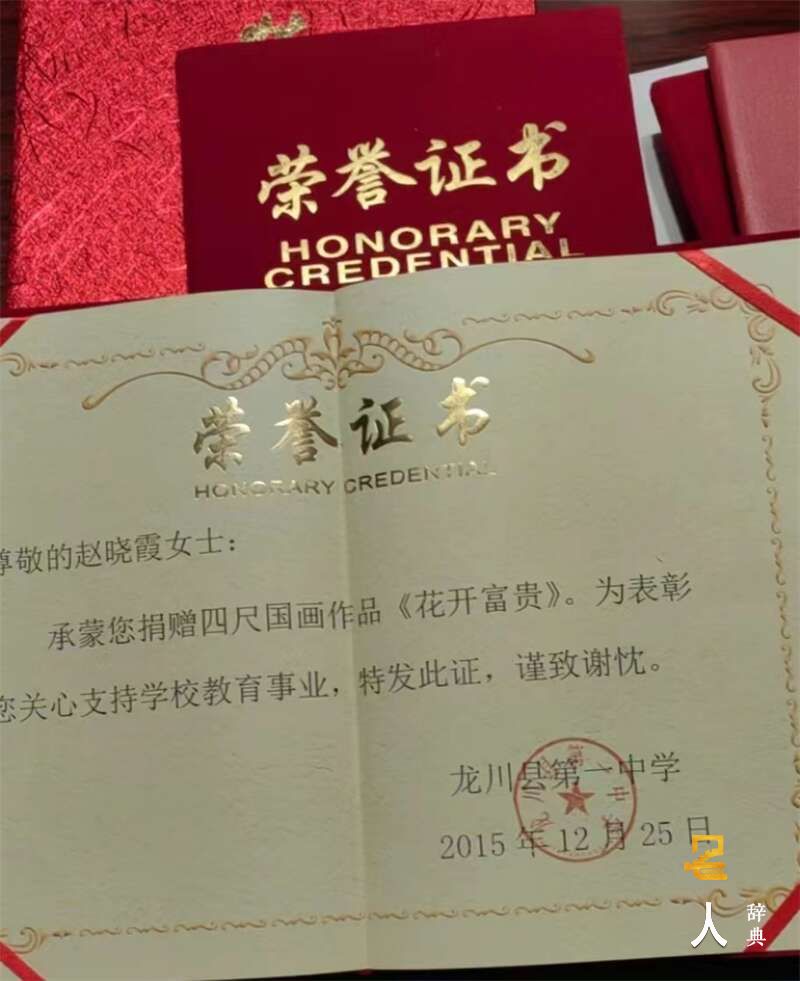 荣誉证书
HONORARY
CREDENTIAL
荣誉证书
HONORARY CREDENTIAL
尊敬的赵晓霞女士：
承蒙您捐赠四尺国画作品《花开富贵》。为表彰
您关心支持学校教育事业，特发此证，谨致谢忱。
龙川县第一中学
2015年12月25日
人
辞典